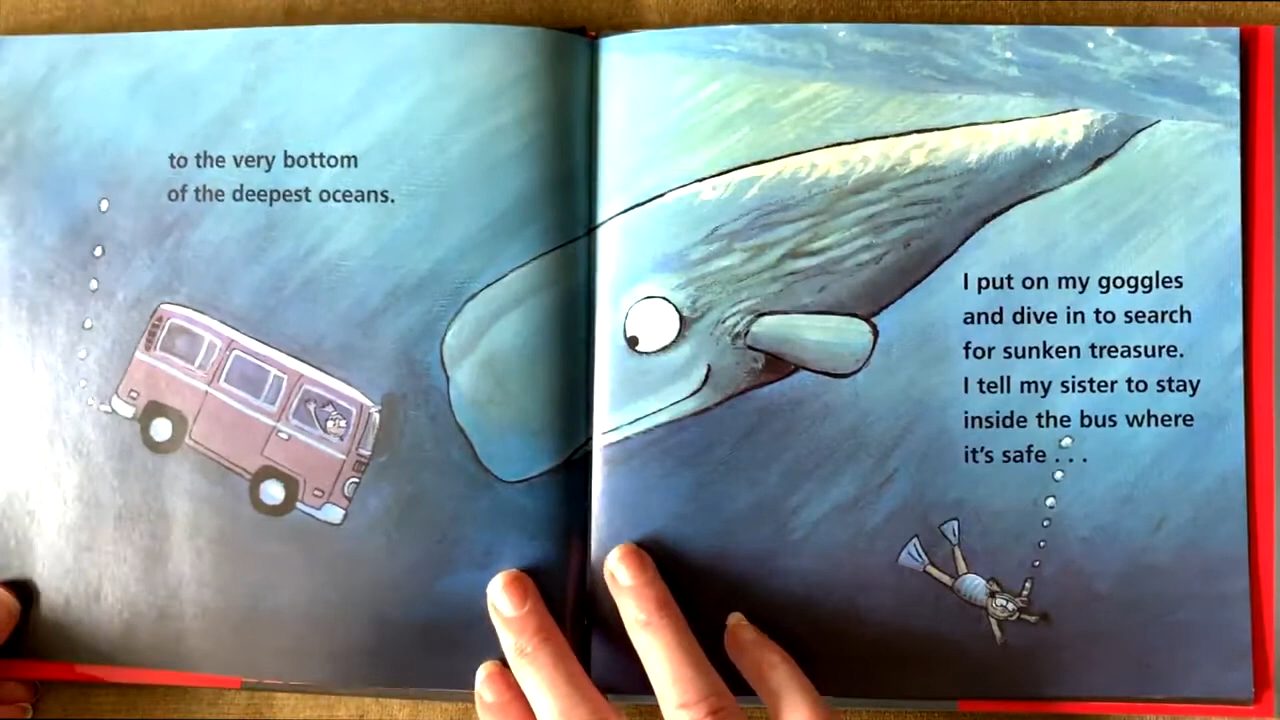 to the very bottom
of the deepest oceans.
I put on my goggles
and dive in to search
for sunken treasure.
I tell my sister to stay
inside the bus where
it's safe . . .